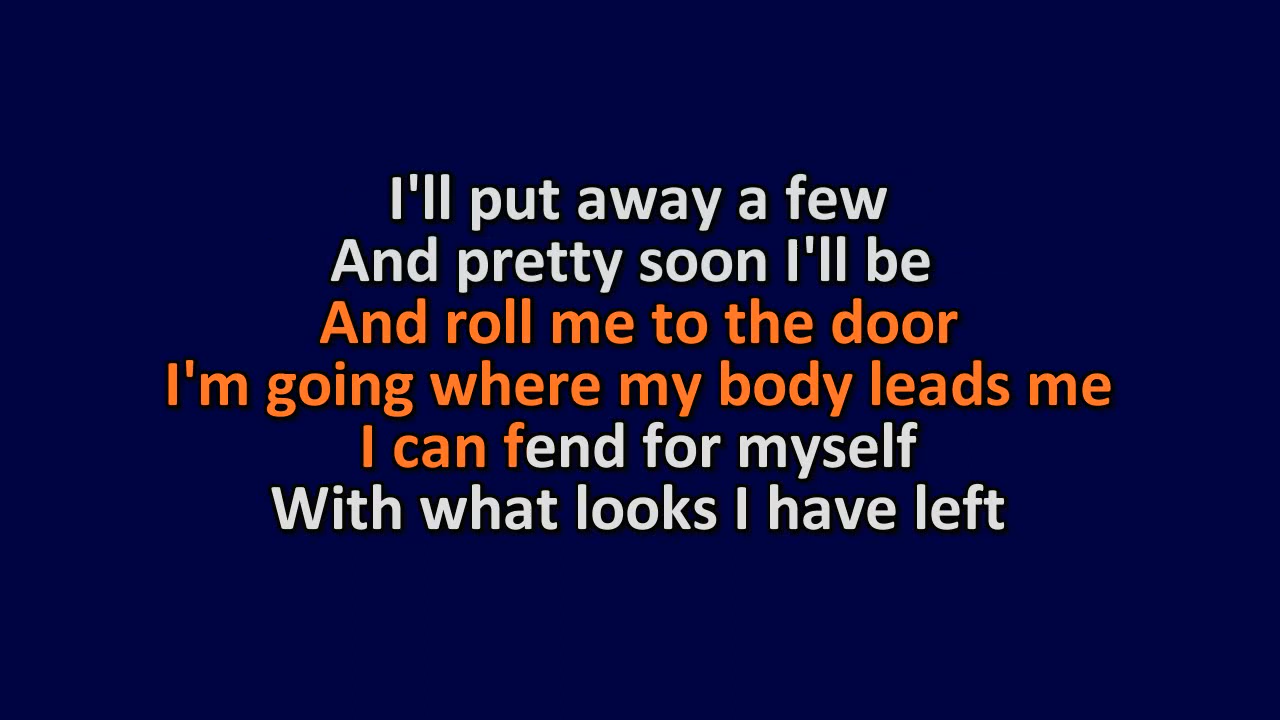 I'll put away a few
And pretty soon I'll be
And roll me to the door
I'm going where my body leads me
I can fend for myself
With what looks I have left